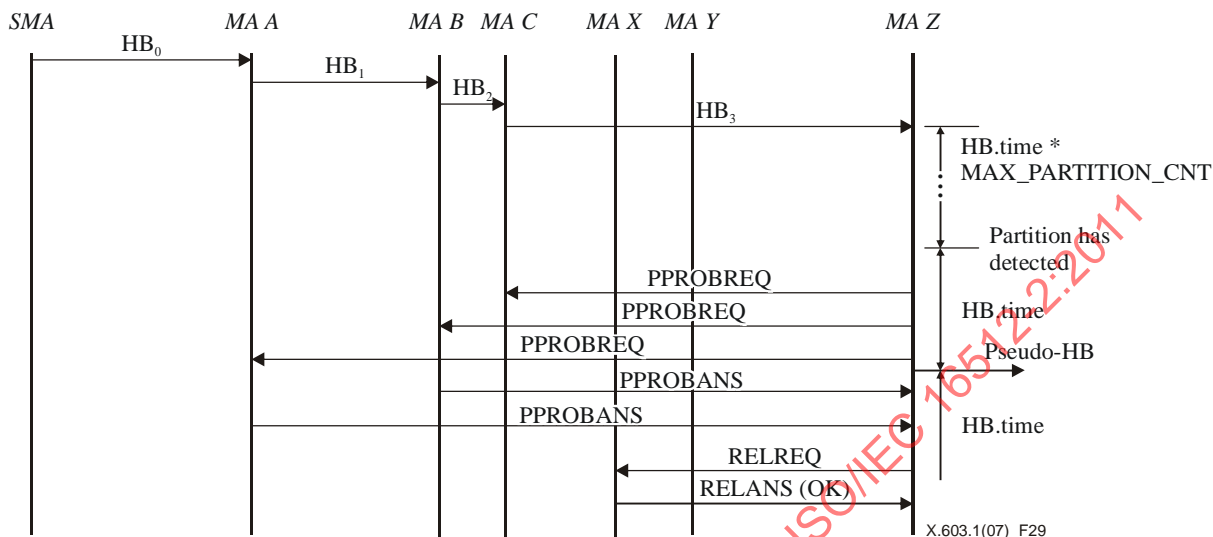 SMA MA A MA B MA C MA X MA Y MA Z
HB₀
HB₁
HB₂
HB₃
HB.time *
MAX_PARTITION_CNT
Partition has
detected
PPROBREQ
HB.time
PPROBREQ
PPROBREQ
Pseudo-HB
PPROBANS
PPROBANS
HB.time
RELREQ
RELANS (OK)
X.603.1(07)_F29
ISO/IEC 16512-2:2011